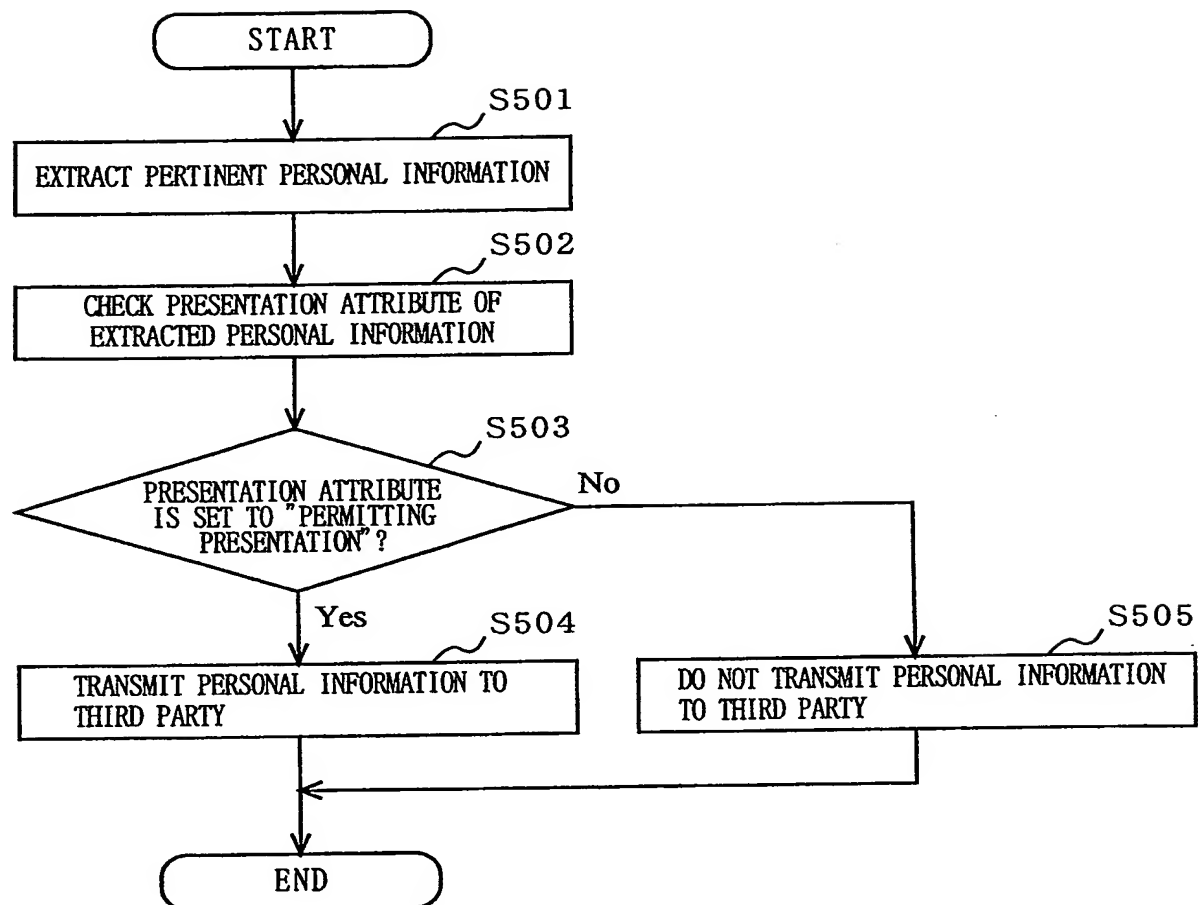 START
S501
EXTRACT PERTINENT PERSONAL INFORMATION
S502
CHECK PRESENTATION ATTRIBUTE OF
EXTRACTED PERSONAL INFORMATION
S503
PRESENTATION ATTRIBUTE
IS SET TO "PERMITTING
PRESENTATION"?
No
Yes
S504
TRANSMIT PERSONAL INFORMATION TO
THIRD PARTY
S505
DO NOT TRANSMIT PERSONAL INFORMATION
TO THIRD PARTY
END